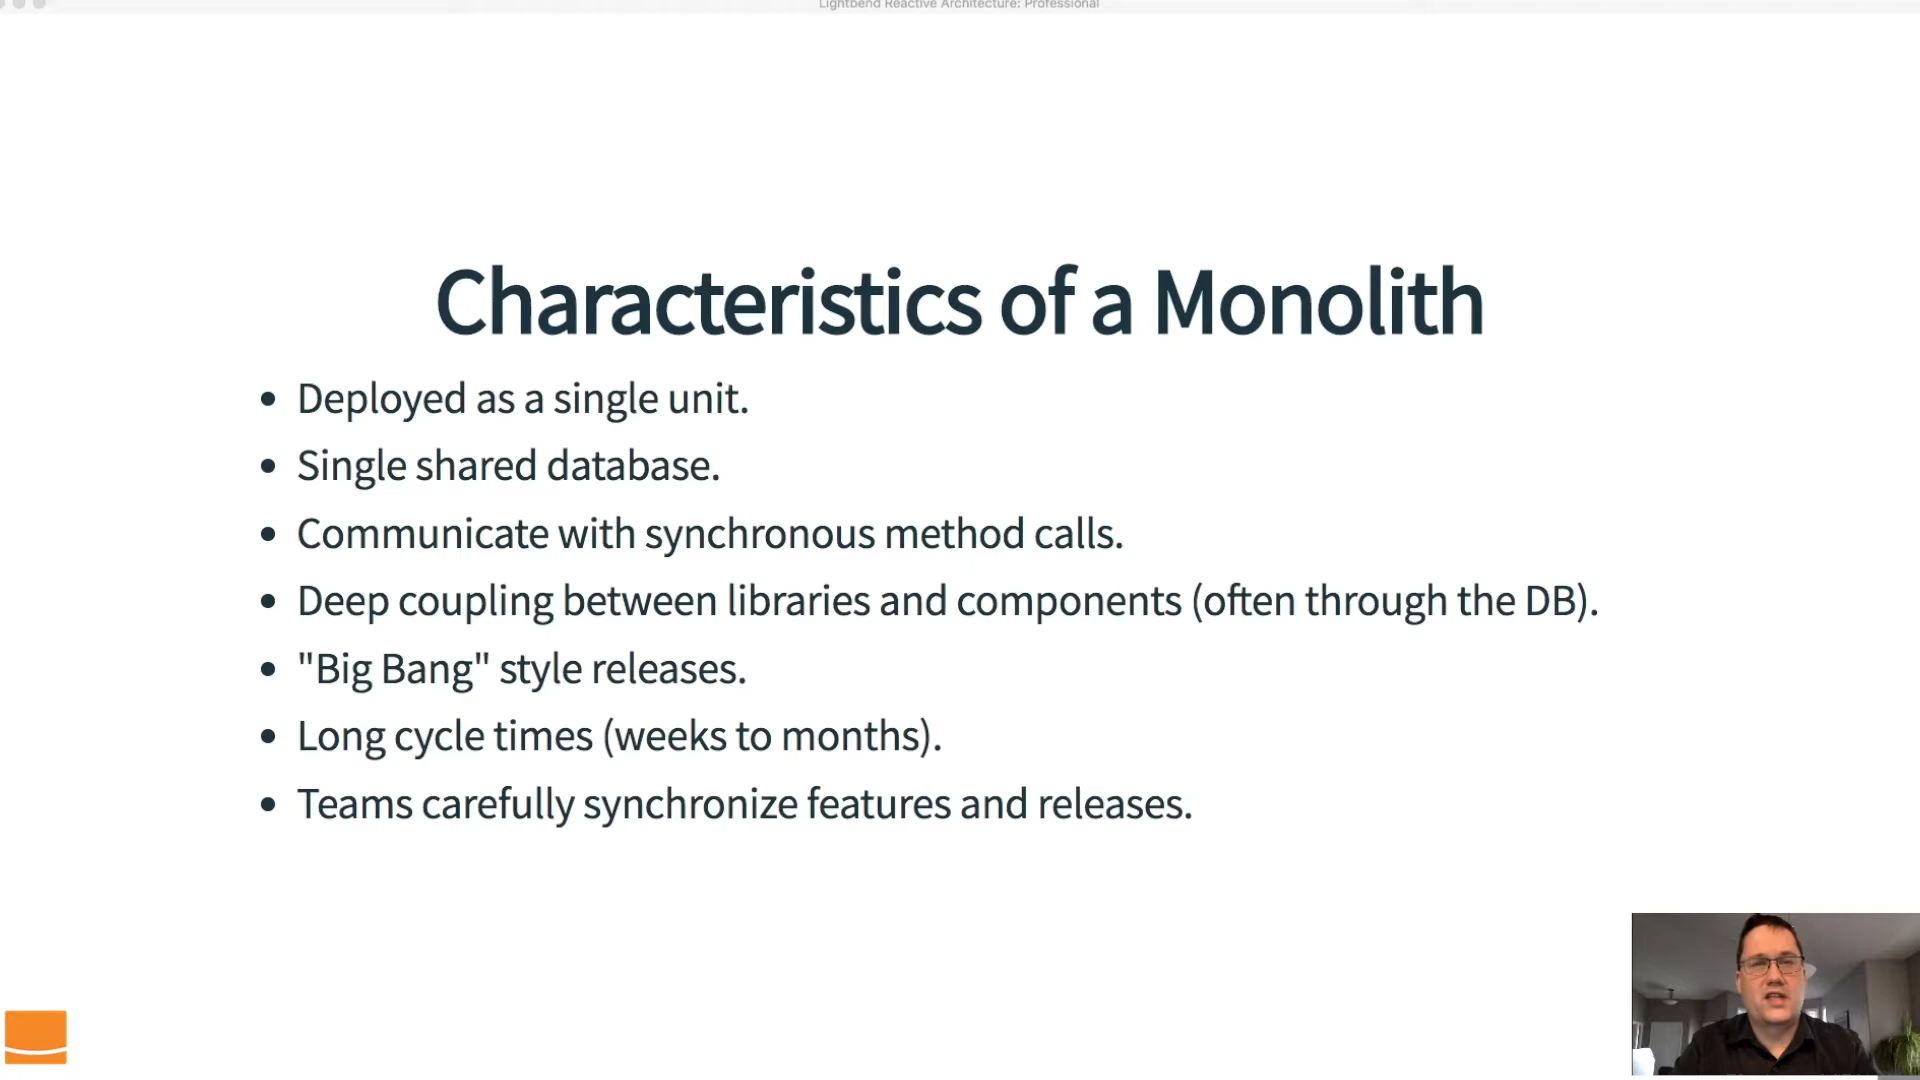 Lightbend Reactive Architecture: Professional
Characteristics of a Monolith
Deployed as a single unit.
Single shared database.
Communicate with synchronous method calls.
Deep coupling between libraries and components (often through the DB).
"Big Bang" style releases.
Long cycle times (weeks to months).
Teams carefully synchronize features and releases.